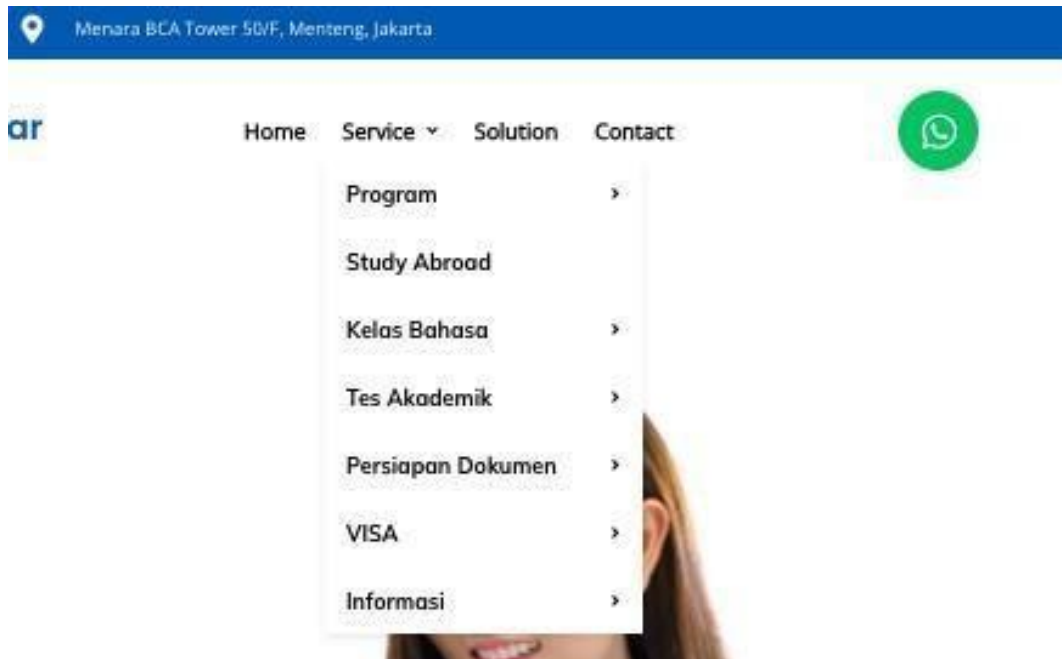 Menara BCA Tower 50/F, Menteng, Jakarta
ar
Home Service Solution Contact
Program
Study Abroad
Kelas Bahasa
Tes Akademik
Persiapan Dokumen
VISA
Informasi